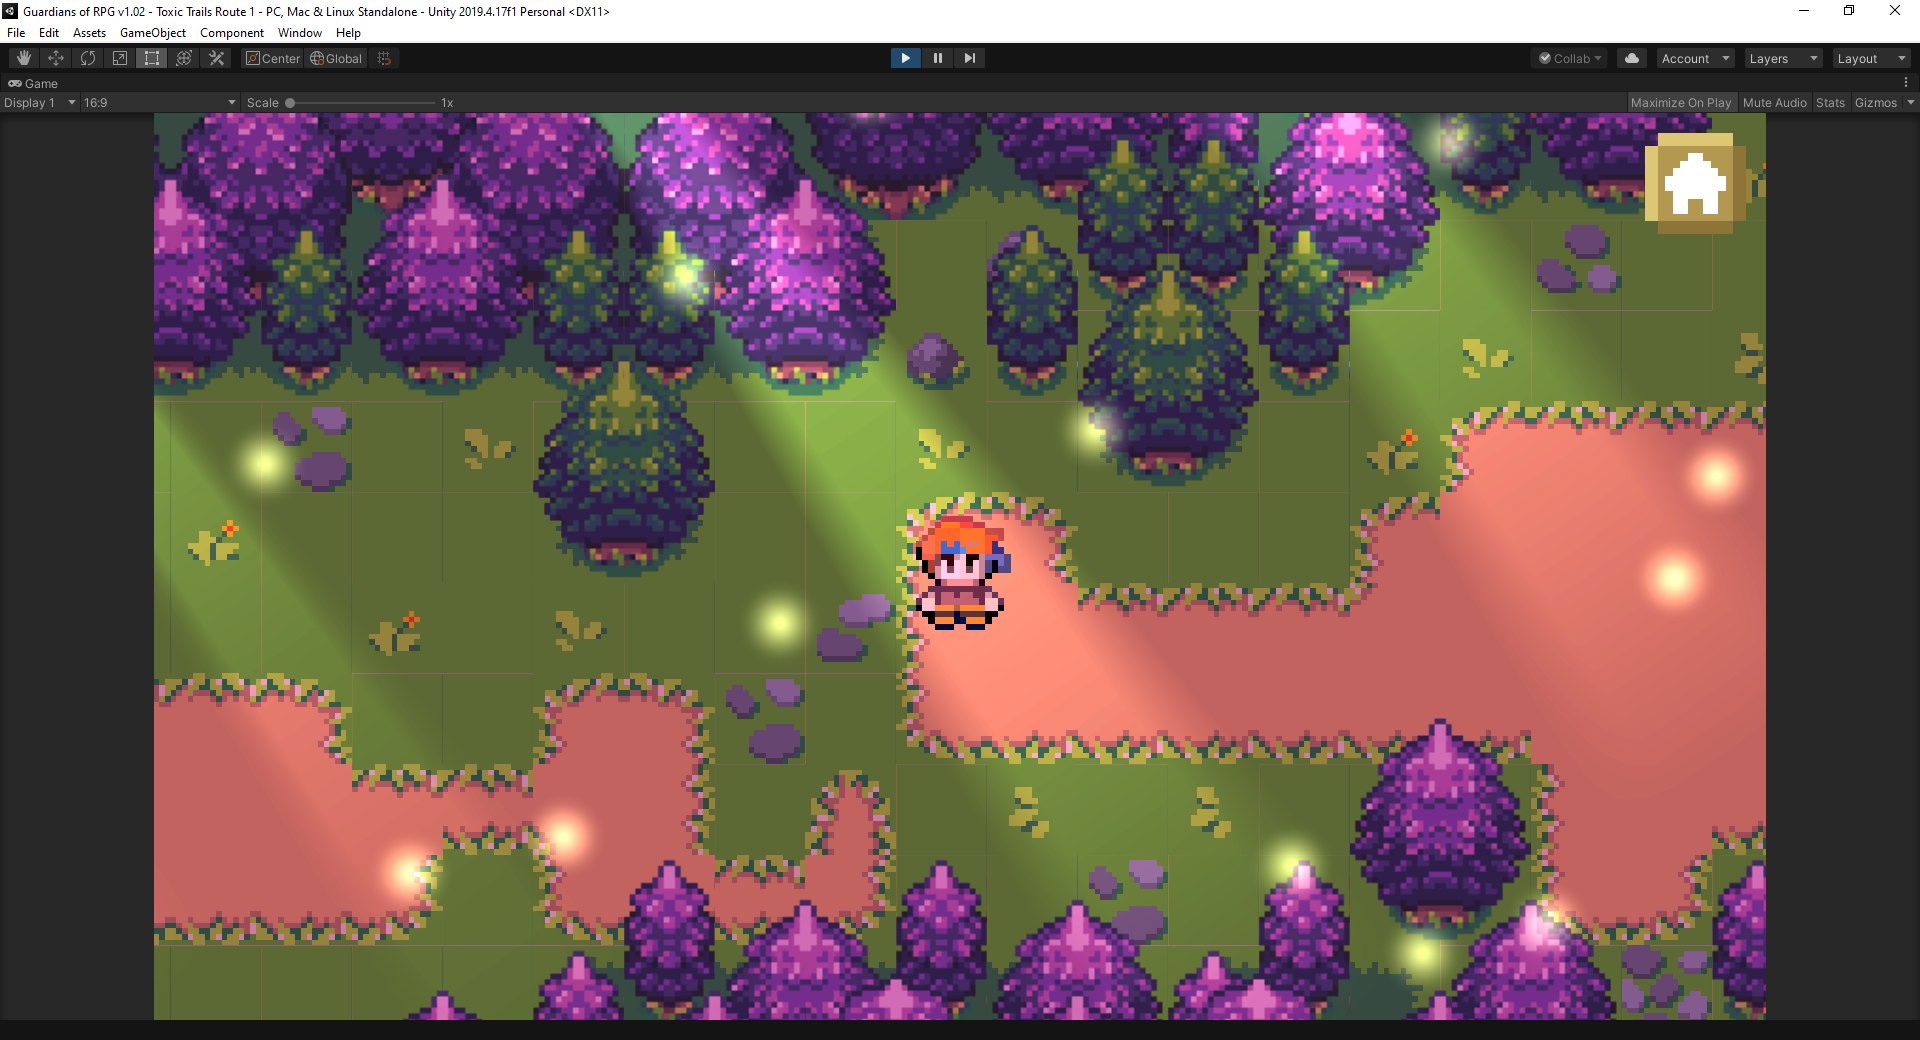 Guardians of RPG v1.02 - Toxic Trails Route 1 - PC, Mac & Linux Standalone - Unity 2019.4.17f1 Personal <DX11>
File Edit Assets GameObject Component Window Help
Center Global Collab Account Layers Layout
Game
Display 1 16:9 Scale 1x Maximize On Play Mute Audio Stats Gizmos